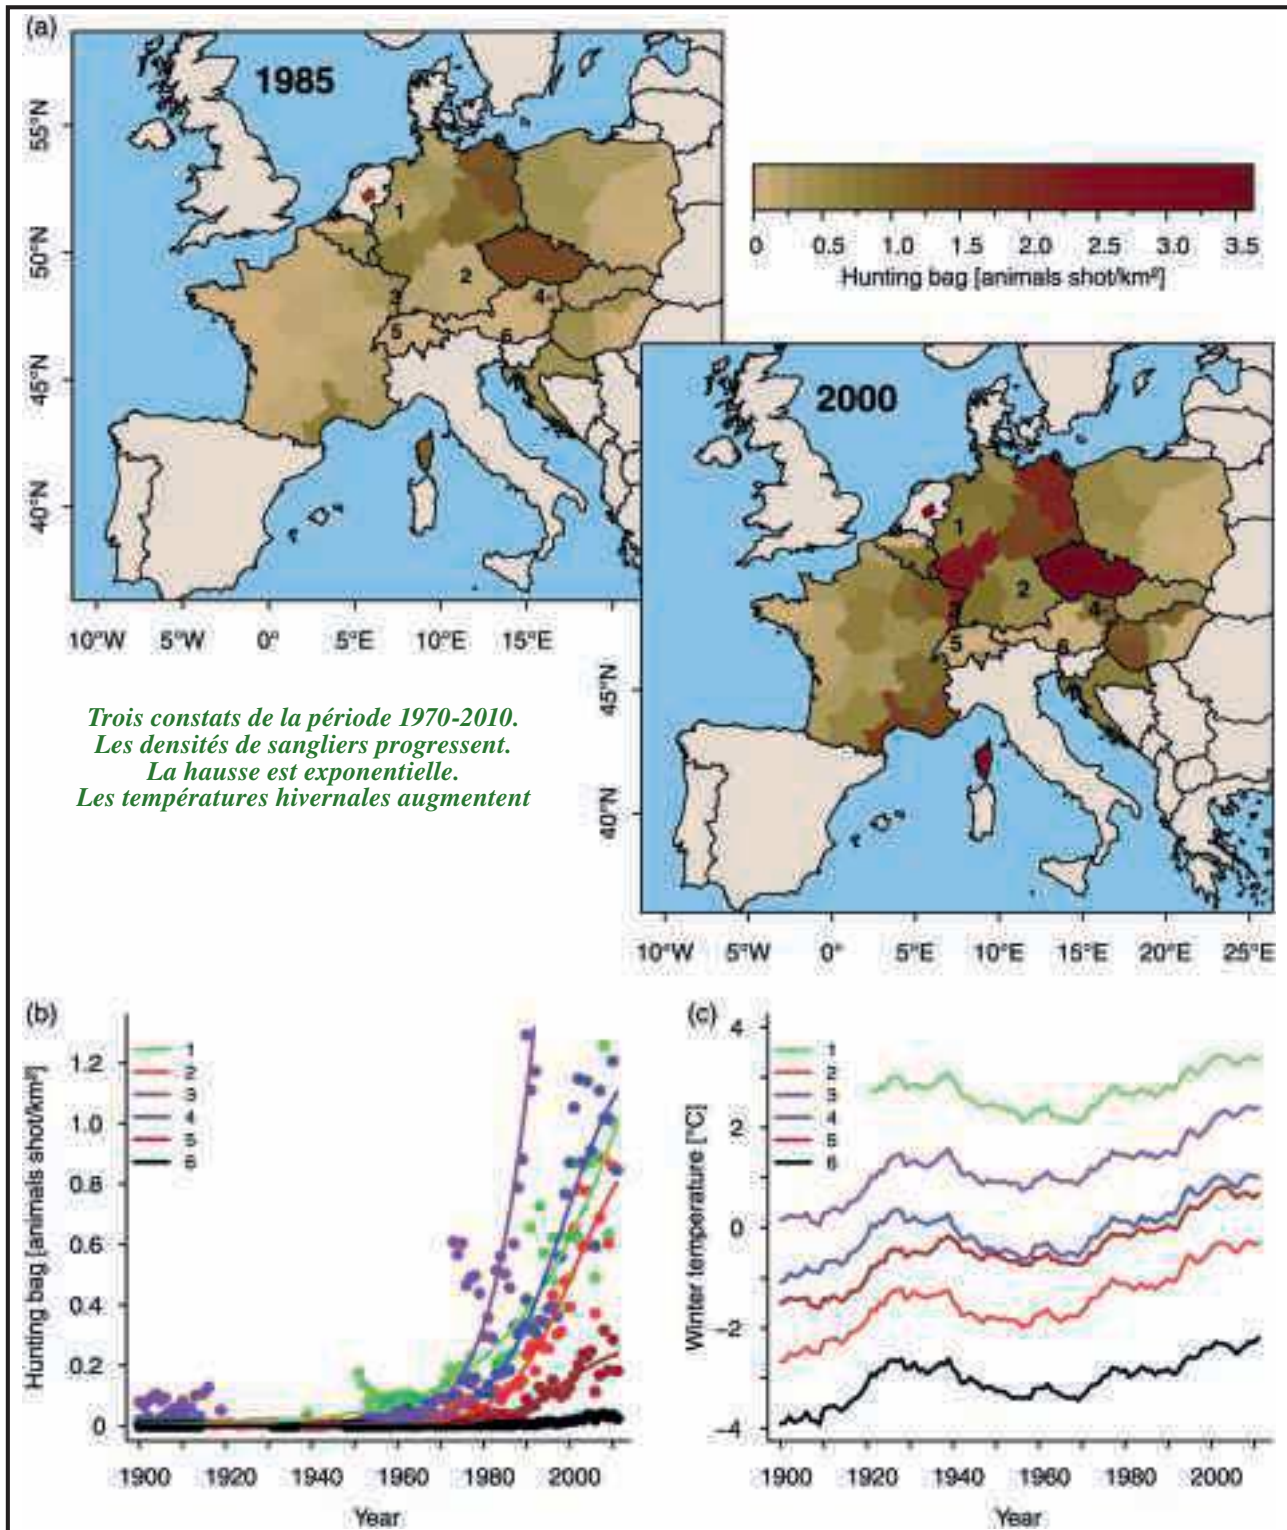 (a)
1985
55°N
50°N
45°N
40°N
1
2
3
4
5
6
10°W 5°W 0° 5°E 10°E 15°E
0 0.5 1.0 1.5 2.0 2.5 3.0 3.5
Hunting bag [animals shot/km²]
2000
45°N
40°N
1
2
3
4
5
6
10°W 5°W 0° 5°E 10°E 15°E 20°E 25°E
Trois constats de la période 1970-2010.
Les densités de sangliers progressent.
La hausse est exponentielle.
Les températures hivernales augmentent
(b)
Hunting bag [animals shot/km²]
1.2
1.0
0.8
0.6
0.4
0.2
0
1
2
3
4
5
6
1900 1920 1940 1960 1980 2000
Year
(c)
Winter temperature [°C]
4
2
0
−2
−4
1
2
3
4
5
6
1900 1920 1940 1960 1980 2000
Year